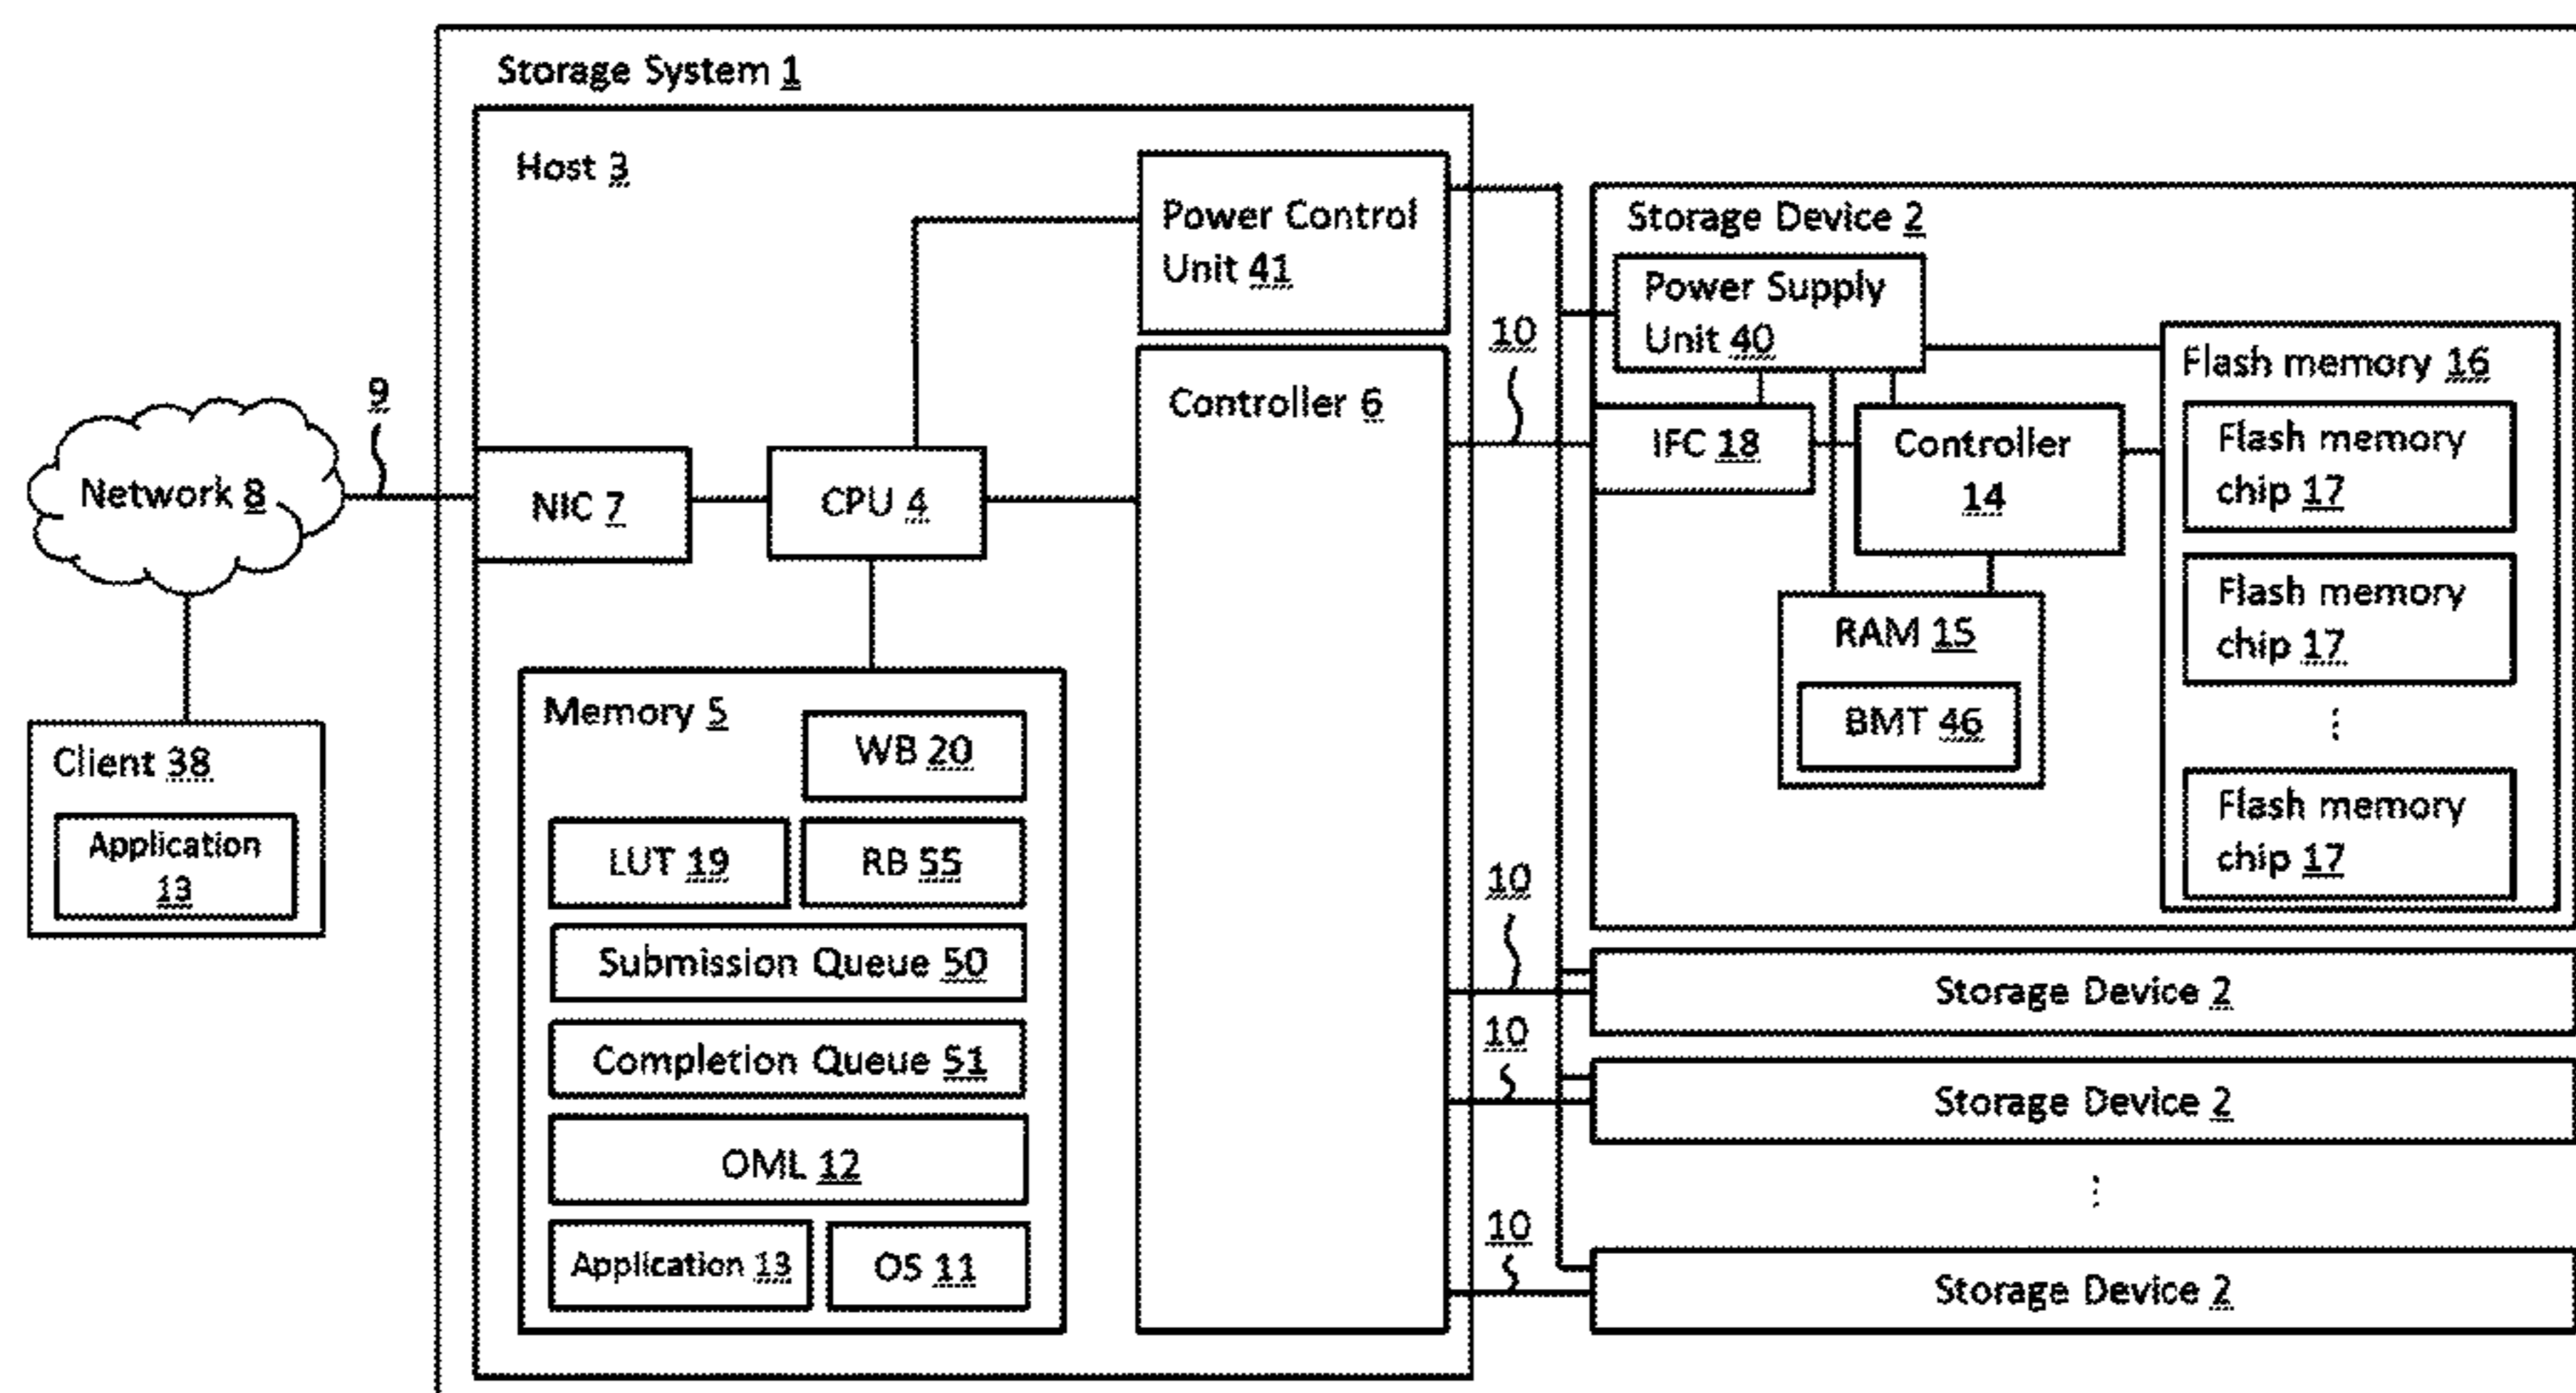 Storage System 1
Host 3
Power Control
Unit 41
Controller 6
9
Network 8
NIC 7
CPU 4
Client 38
Application
13
Memory 5
WB 20
LUT 19
RB 55
Submission Queue 50
Completion Queue 51
OML 12
Application 13
OS 11
10
10
10
10
Storage Device 2
Power Supply
Unit 40
IFC 18
Controller
14
RAM 15
BMT 46
Flash memory 16
Flash memory
chip 17
Flash memory
chip 17
⋮
Flash memory
chip 17
Storage Device 2
Storage Device 2
⋮
Storage Device 2